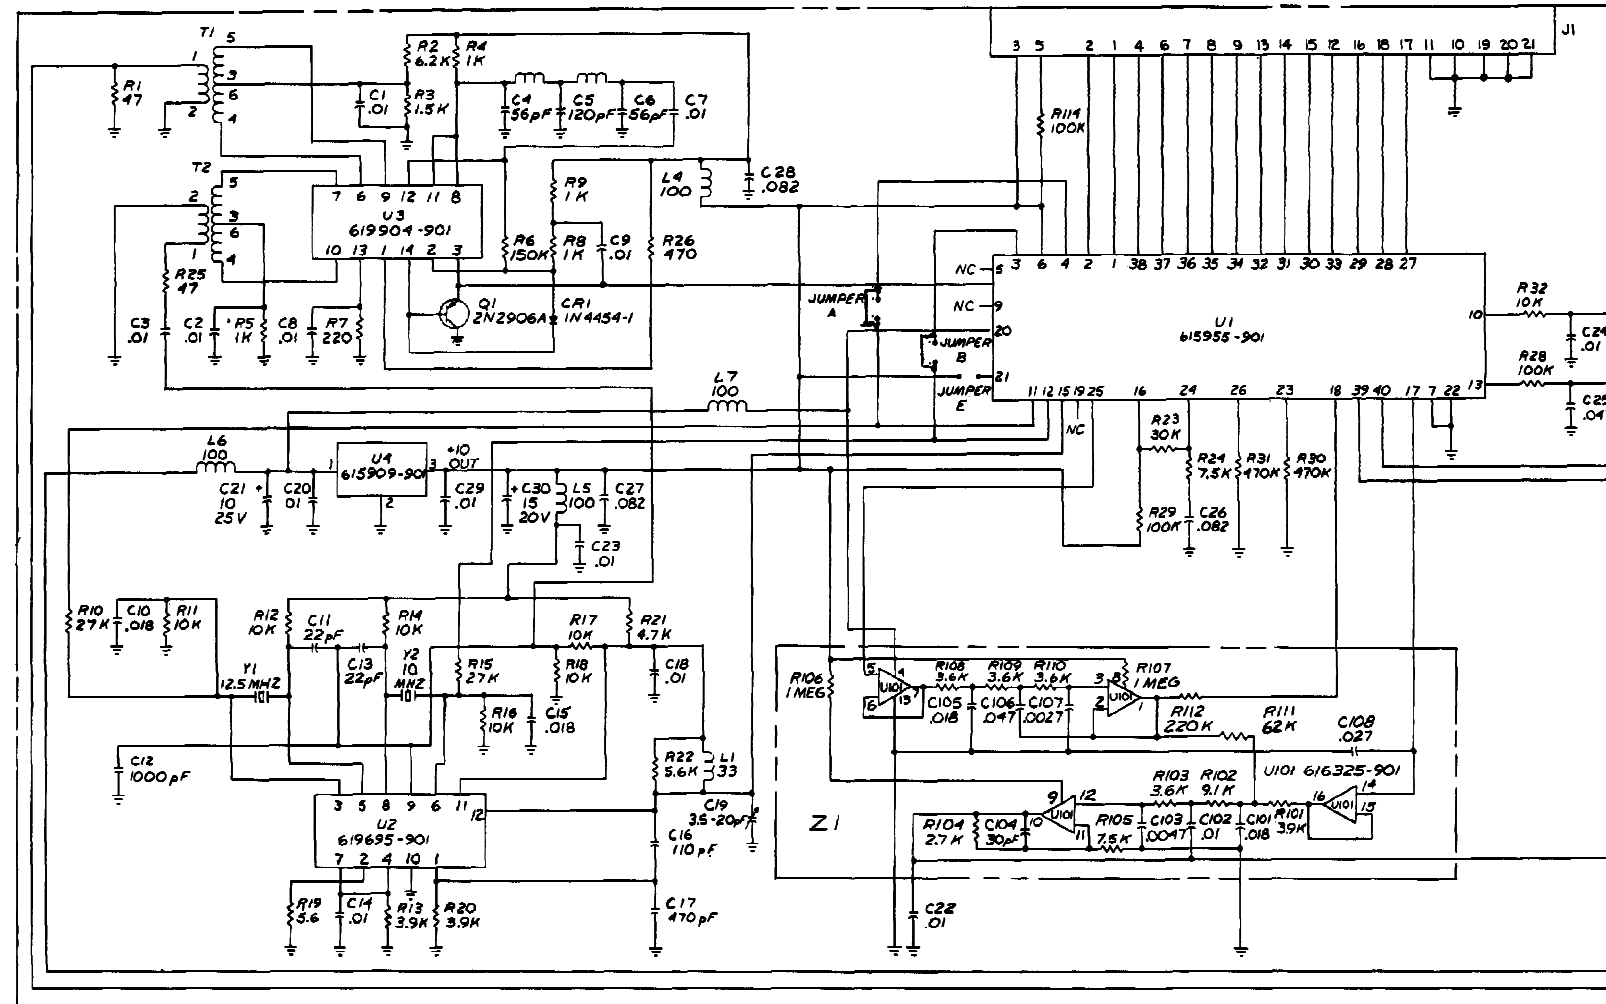 J1
3 5 2 1 4 6 7 8 9 13 14 15 12 16 18 17 11 10 19 20 21
T1
5
1
3
6
2
4
R1
47
R2
6.2K
R4
1K
C1
.01
R3
1.5K
C4
56pF
C5
120pF
C6
56pF
C7
.01
R114
100K
T2
5
2
3
6
1
4
7 6 9 12 11 8
U3
619904-901
10 13 1 14 2 3
R9
1K
L4
100
C28
.082
R25
47
R6
150K
R8
1K
C9
.01
R26
470
C3
.01
C2
.01
R5
1K
C8
.01
R7
220
Q1
2N2906A
CR1
1N4454-1
JUMPER
A
JUMPER
B
JUMPER
E
NC
5
NC
9
20
21
3 6 4 2 1 38 37 36 35 34 32 31 30 33 29 28 27
U1
615955-901
10
13
11 12 15 19 25 16 24 26 23 18 39 40 17 7 22
NC
R32
10K
C24
.01
R28
100K
C25
.04
L7
100
R23
30K
R24
7.5K
R31
470K
R30
470K
R29
100K
C26
.082
L6
100
C21
10
25V
+
C20
.01
1
U4
615909-901
3
2
+10
OUT
C29
.01
+
C30
15
20V
L5
100
C27
.082
C23
.01
R10
27K
C10
.018
R11
10K
R12
10K
C11
22pF
C13
22pF
R14
10K
Y2
10
MHZ
Y1
12.5MHZ
R15
27K
R17
10K
R18
10K
R21
4.7K
C18
.01
R16
10K
C15
.018
C12
1000pF
R22
5.6K
L1
33
C19
3.5-20pF
3 5 8 9 6 11
12
U2
619695-901
7 2 4 10 1
C16
110pF
C17
470pF
R19
5.6
C14
.01
R13
3.9K
R20
3.9K
R106
1MEG
5
6
4
U101
13
7
R108
3.6K
R109
3.6K
R110
3.6K
C105
.018
C106
.047
C107
.0027
3
2
8
U101
1
R107
1MEG
R112
220K
R111
62K
C108
.027
U101 616325-901
Z1
9
12
10
11
U101
R104
2.7K
C104
30pF
R105
7.5K
R103
3.6K
R102
9.1K
C103
.0047
C102
.01
C101
.018
R101
39K
16
U101
14
15
C22
.01